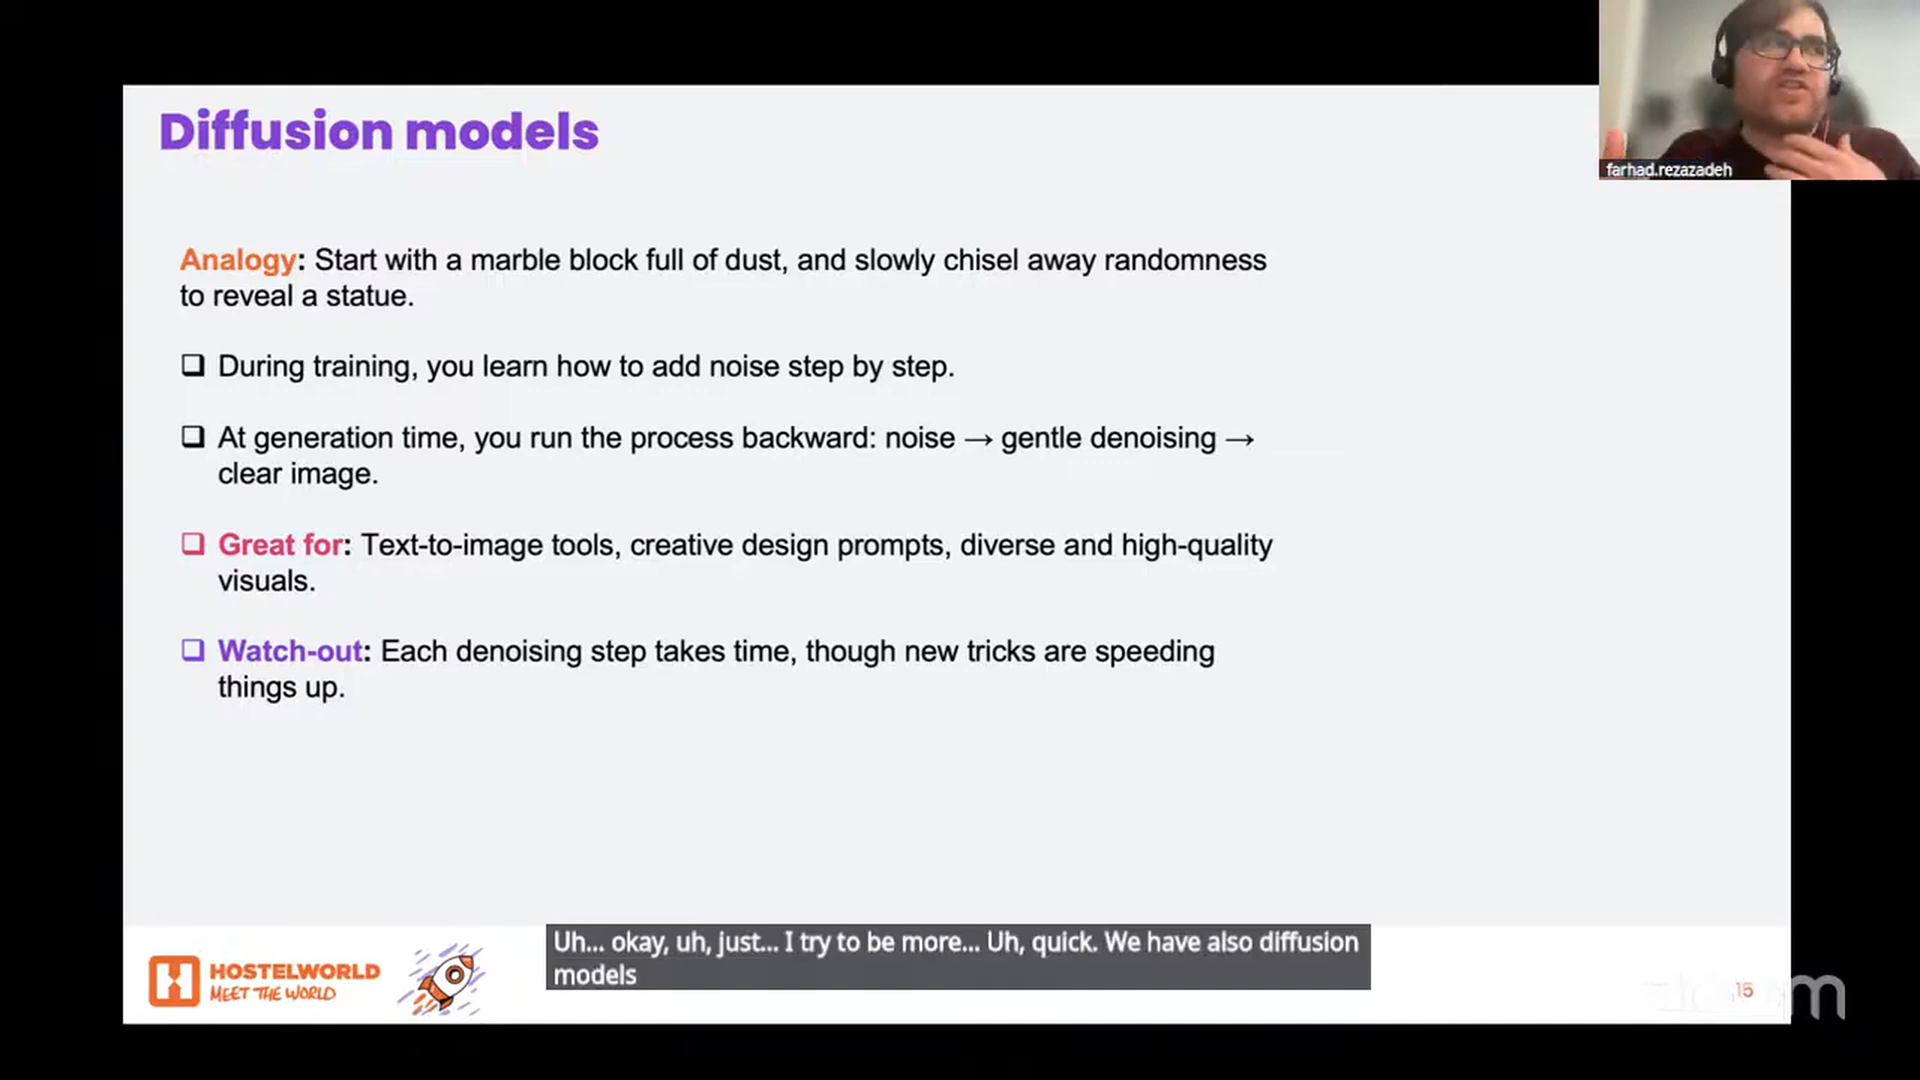 Diffusion models
farhad.rezazadeh
Analogy: Start with a marble block full of dust, and slowly chisel away randomness
to reveal a statue.
❑ During training, you learn how to add noise step by step.
❑ At generation time, you run the process backward: noise → gentle denoising →
clear image.
❑ Great for: Text-to-image tools, creative design prompts, diverse and high-quality
visuals.
❑ Watch-out: Each denoising step takes time, though new tricks are speeding
things up.
HOSTELWORLD
MEET THE WORLD
Uh... okay, uh, just... I try to be more... Uh, quick. We have also diffusion
models
15
zoom